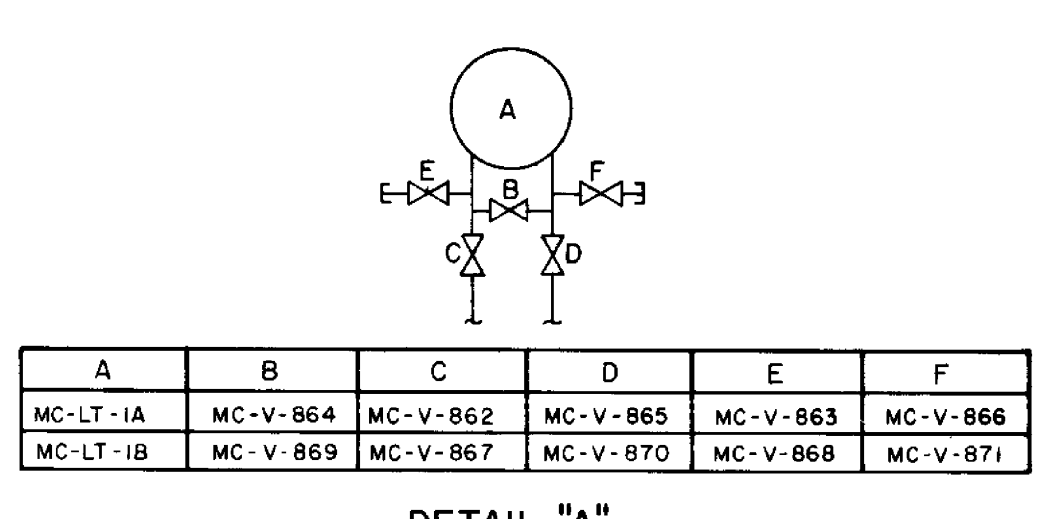 A
E
F
B
C
D
A B C D E F
MC-LT-1A MC-V-864 MC-V-862 MC-V-865 MC-V-863 MC-V-866
MC-LT-1B MC-V-869 MC-V-867 MC-V-870 MC-V-868 MC-V-871
DETAIL "A"